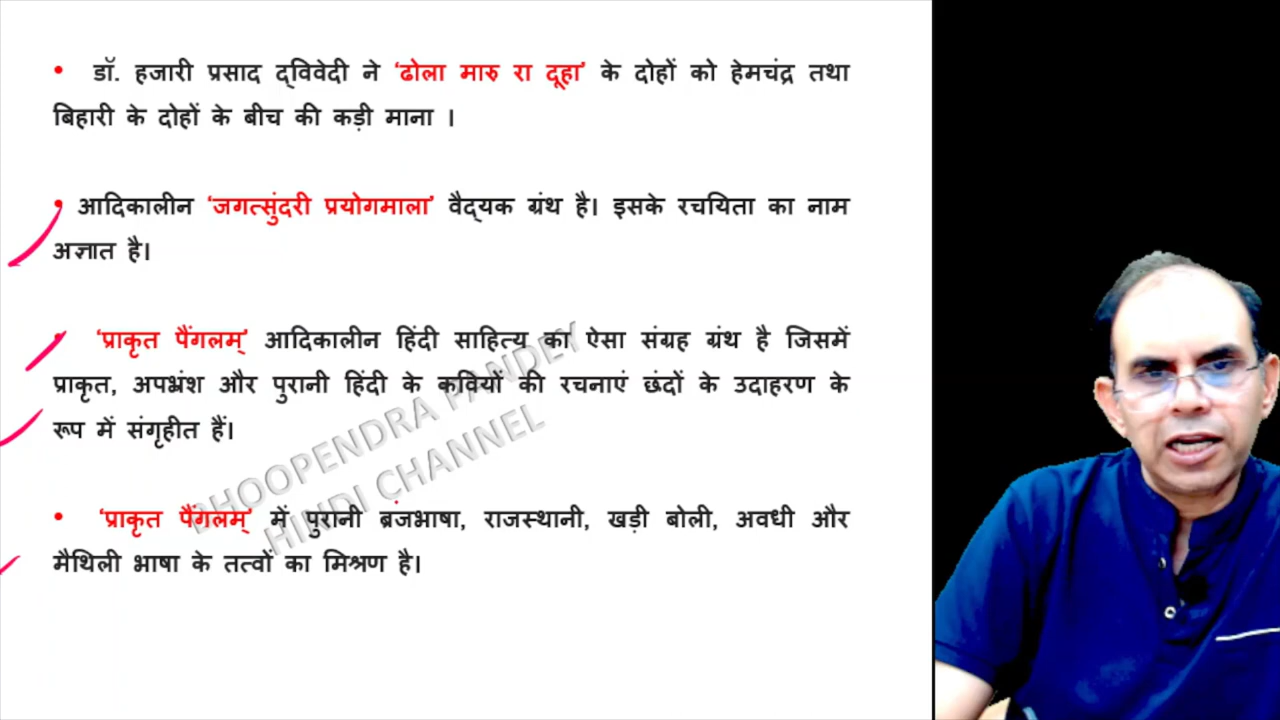 • डॉ. हजारी प्रसाद द्विवेदी ने ‘ढोला मारु रा दूहा’ के दोहों को हेमचंद्र तथा
बिहारी के दोहों के बीच की कड़ी माना ।
• आदिकालीन ‘जगत्सुंदरी प्रयोगमाला’ वैद्यक ग्रंथ है। इसके रचयिता का नाम
अज्ञात है।
• ‘प्राकृत पैंगलम्’ आदिकालीन हिंदी साहित्य का ऐसा संग्रह ग्रंथ है जिसमें
प्राकृत, अपभ्रंश और पुरानी हिंदी के कवियों की रचनाएं छंदों के उदाहरण के
रूप में संगृहीत हैं।
• ‘प्राकृत पैंगलम्’ में पुरानी ब्रजभाषा, राजस्थानी, खड़ी बोली, अवधी और
मैथिली भाषा के तत्वों का मिश्रण है।
BHOOPENDRA PANDEY
HINDI CHANNEL